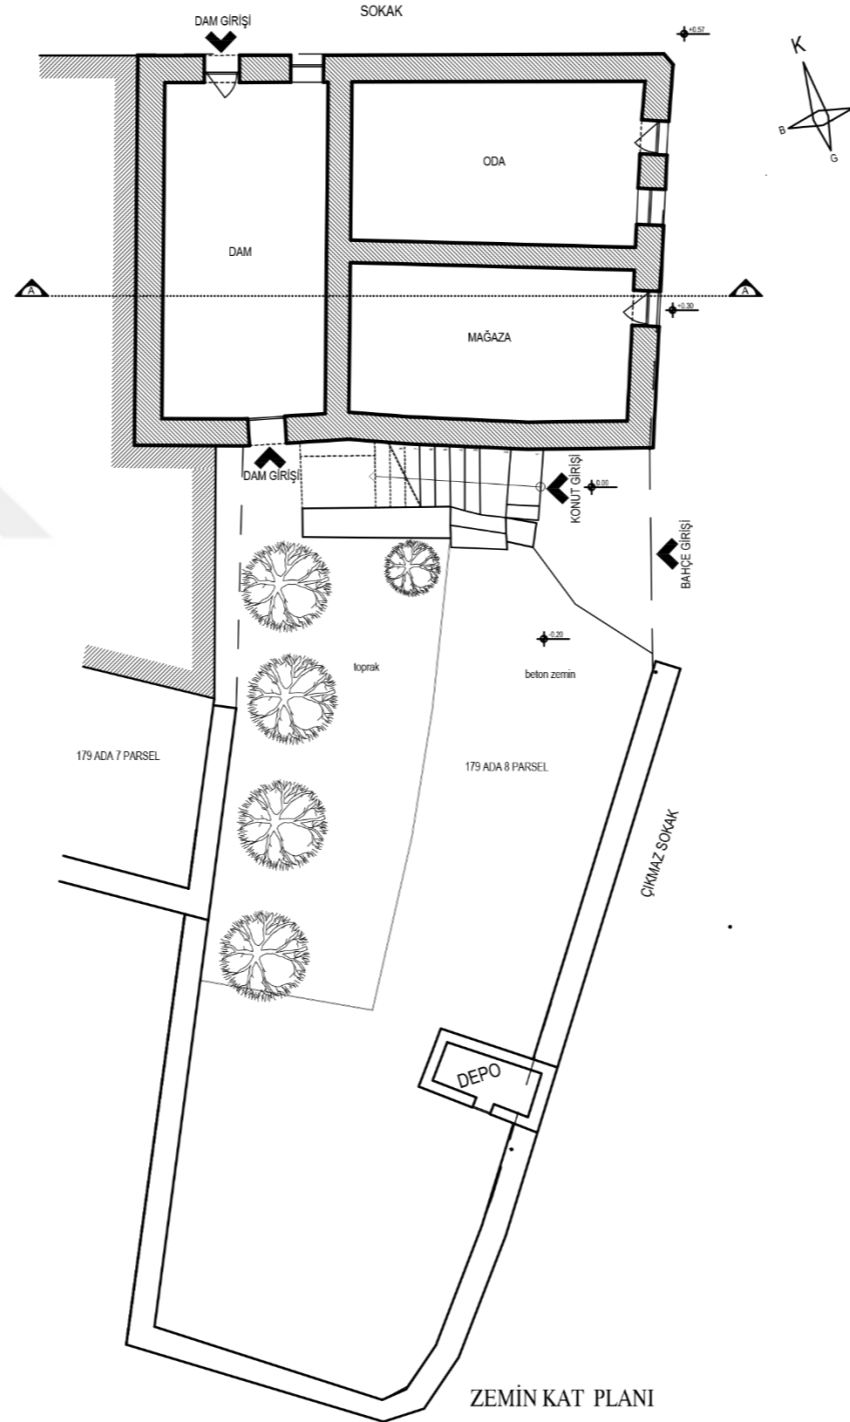 SOKAK
DAM GİRİŞİ
+0.57
K
B
G
ODA
DAM
A
A
+0.30
MAĞAZA
DAM GİRİŞİ
KONUT GİRİŞİ
0.00
BAHÇE GİRİŞİ
-0.20
toprak
beton zemin
179 ADA 7 PARSEL
179 ADA 8 PARSEL
ÇIKMAZ SOKAK
DEPO
ZEMİN KAT PLANI